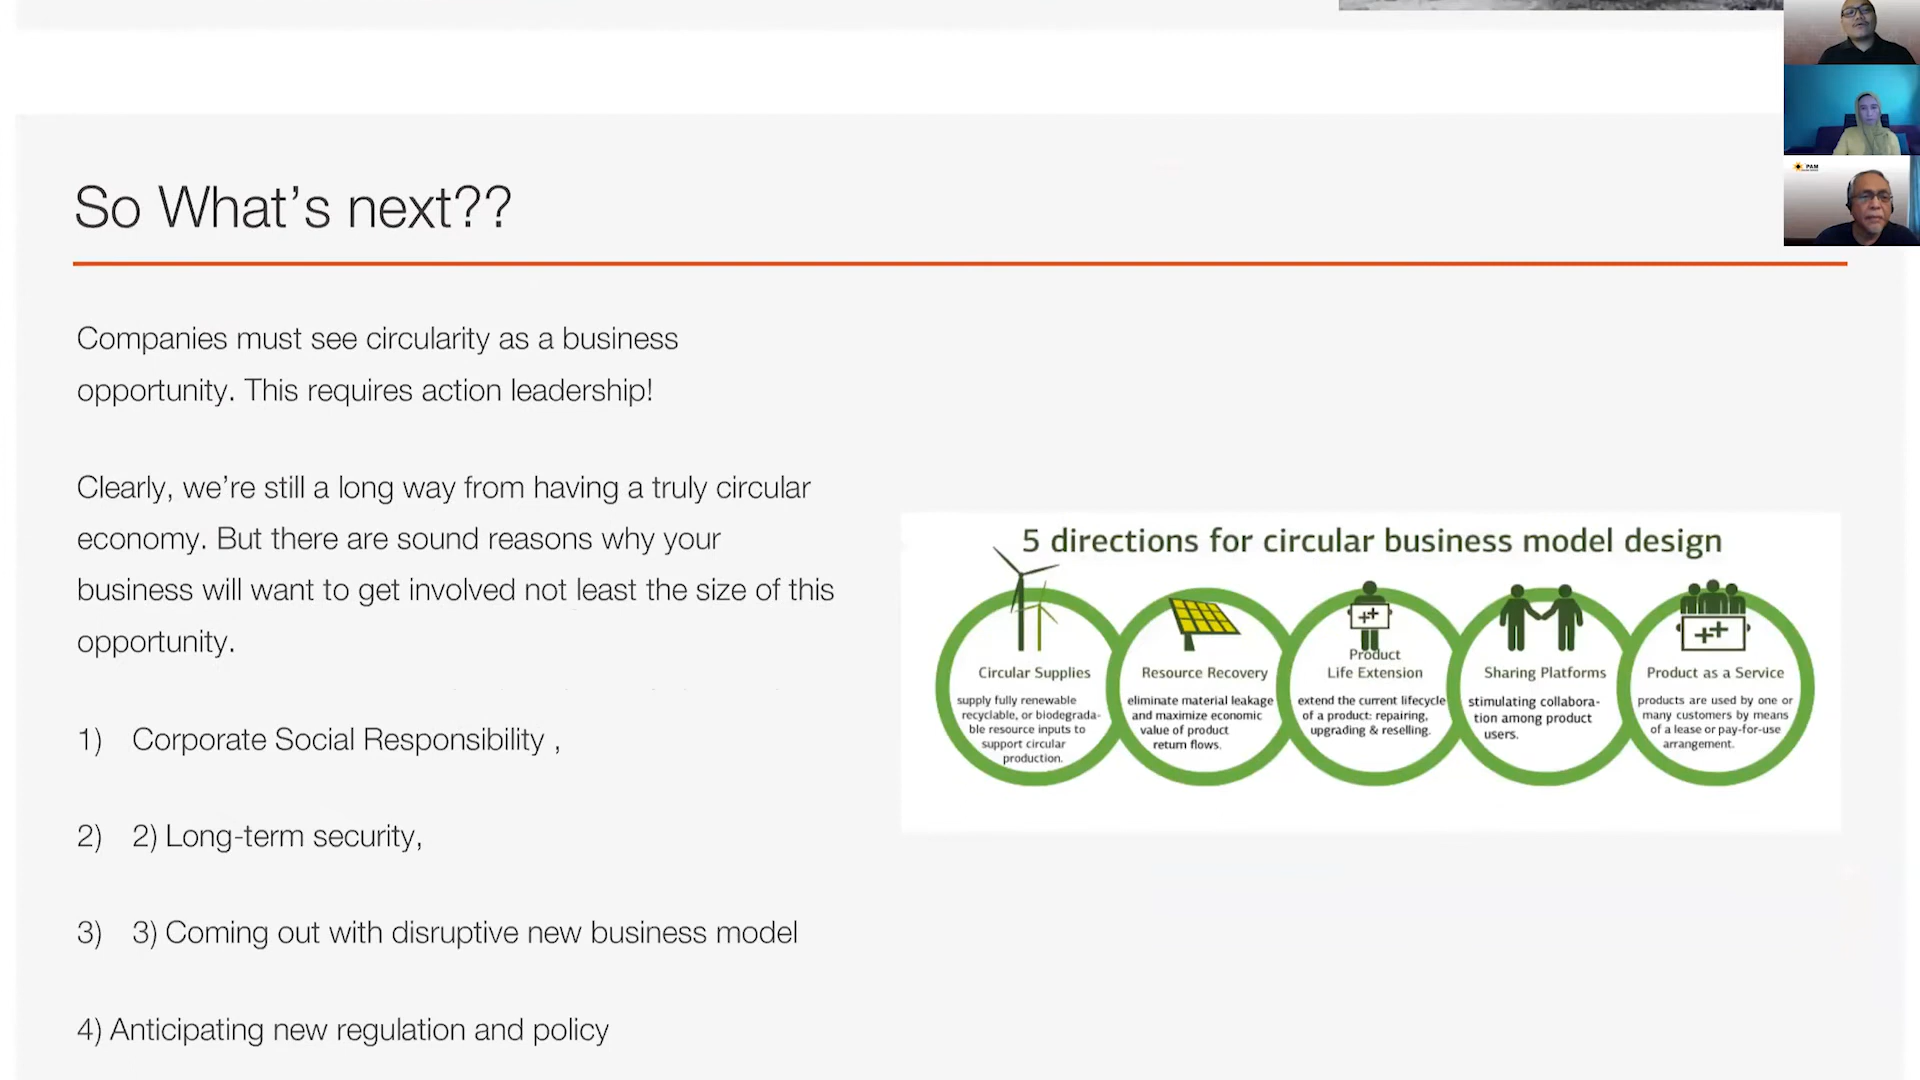 So What’s next??
Companies must see circularity as a business
opportunity. This requires action leadership!
Clearly, we’re still a long way from having a truly circular
economy. But there are sound reasons why your
business will want to get involved not least the size of this
opportunity.
1) Corporate Social Responsibility ,
2) 2) Long-term security,
3) 3) Coming out with disruptive new business model
4) Anticipating new regulation and policy
5 directions for circular business model design
Circular Supplies
supply fully renewable
recyclable, or biodegrada-
ble resource inputs to
support circular
production.
Resource Recovery
eliminate material leakage
and maximize economic
value of product
return flows.
Product
Life Extension
extend the current lifecycle
of a product: repairing,
upgrading & reselling.
Sharing Platforms
stimulating collabora-
tion among product
users.
Product as a Service
products are used by one or
many customers by means
of a lease or pay-for-use
arrangement.
PAM